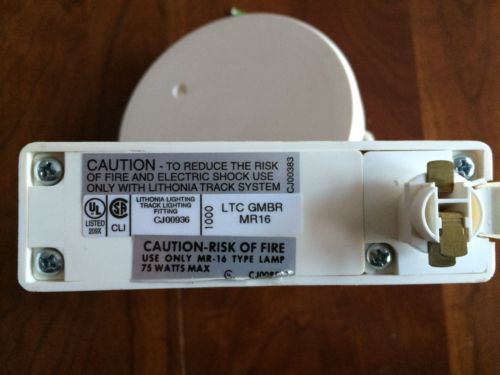 CAUTION - TO REDUCE THE RISK
OF FIRE AND ELECTRIC SHOCK USE
ONLY WITH LITHONIA TRACK SYSTEM
CJ00383
UL
LISTED
209X
SA
CLI
LITHONIA LIGHTING
TRACK LIGHTING
FITTING
CJ00936
1000
LTC GMBR
MR16
CAUTION-RISK OF FIRE
USE ONLY MR-16 TYPE LAMP
75 WATTS MAX